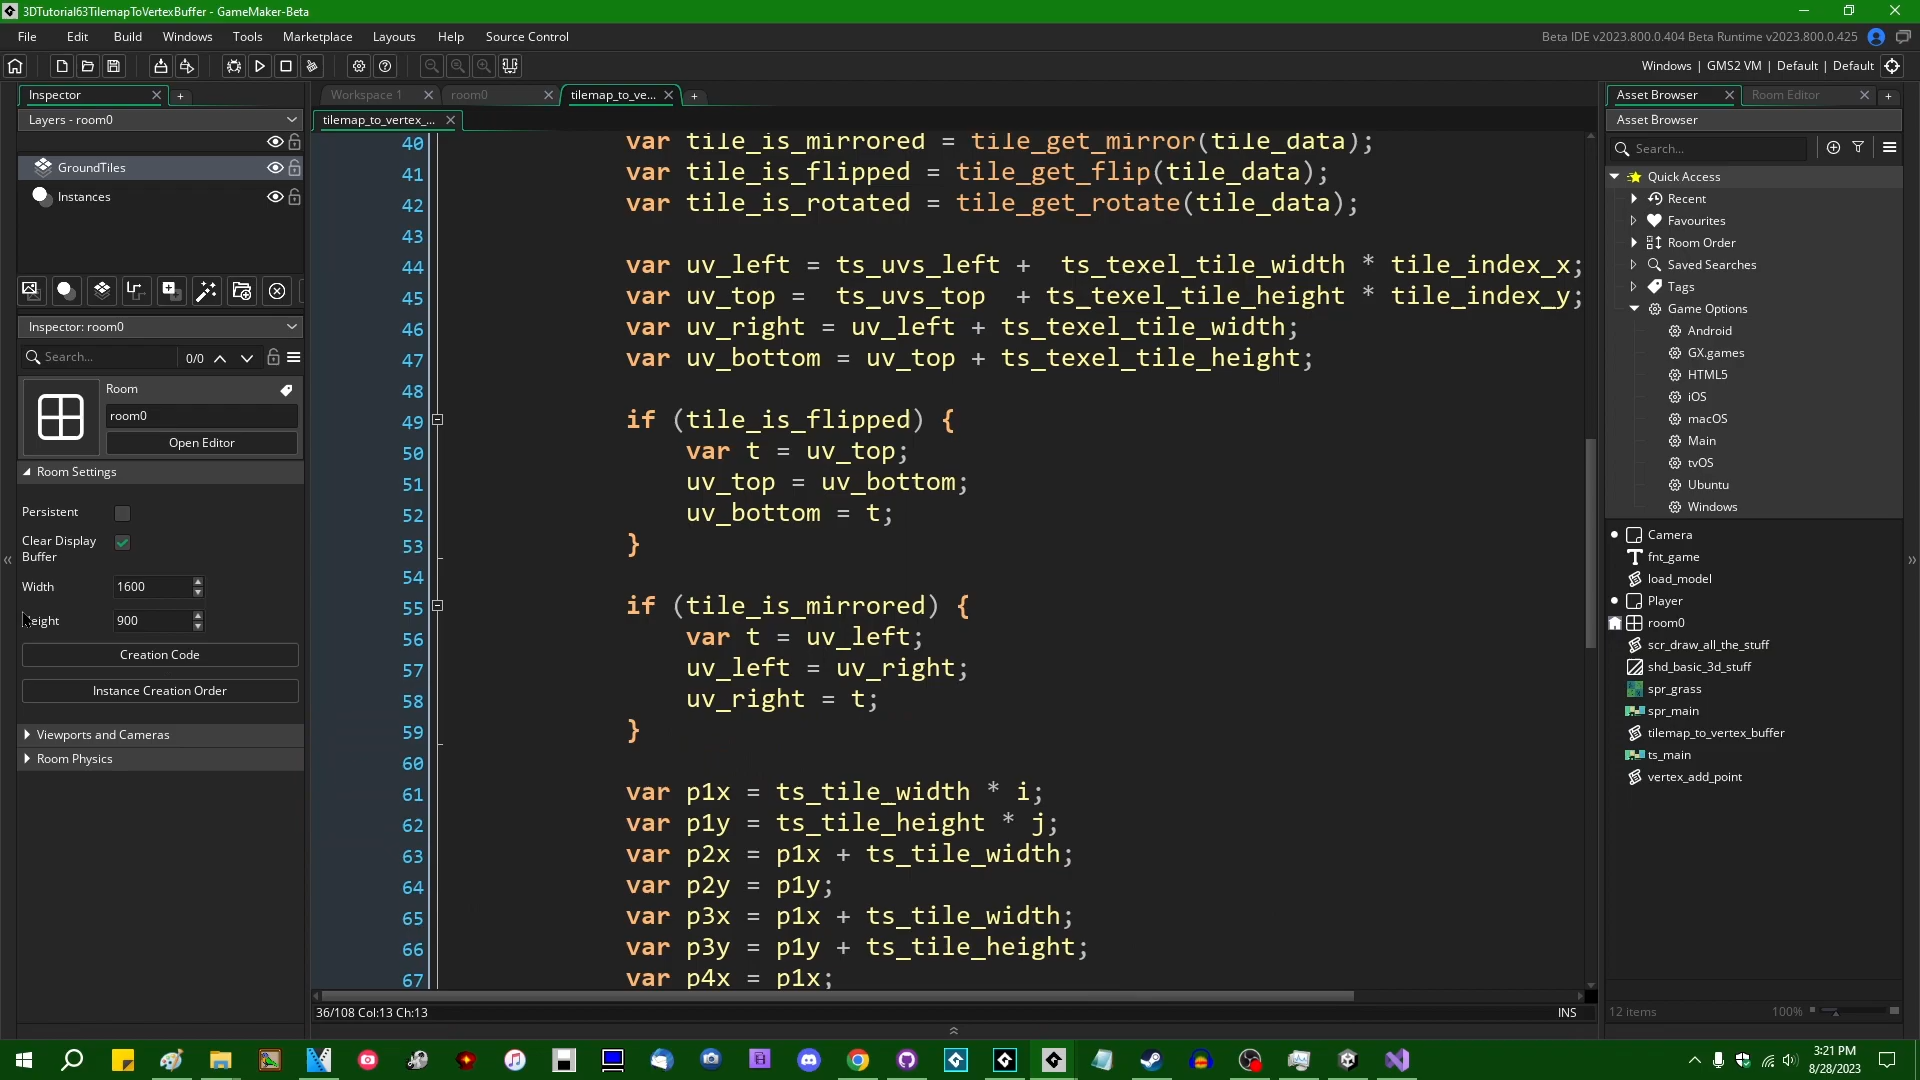 3DTutorial63TilemapToVertexBuffer - GameMaker-Beta
File Edit Build Windows Tools Marketplace Layouts Help Source Control
Beta IDE v2023.800.0.404 Beta Runtime v2023.800.0.425
Windows | GMS2 VM | Default | Default
Inspector
Layers - room0
GroundTiles
Instances
Inspector: room0
Search...
0/0
Room
room0
Open Editor
Room Settings
Persistent
Clear Display
Buffer
Width 1600
eight 900
Creation Code
Instance Creation Order
Viewports and Cameras
Room Physics
Workspace 1
room0
tilemap_to_ve...
tilemap_to_vertex_...
40 var tile_is_mirrored = tile_get_mirror(tile_data);
41 var tile_is_flipped = tile_get_flip(tile_data);
42 var tile_is_rotated = tile_get_rotate(tile_data);
43
44 var uv_left = ts_uvs_left +  ts_texel_tile_width * tile_index_x;
45 var uv_top =  ts_uvs_top  + ts_texel_tile_height * tile_index_y;
46 var uv_right = uv_left + ts_texel_tile_width;
47 var uv_bottom = uv_top + ts_texel_tile_height;
48
49 if (tile_is_flipped) {
50 var t = uv_top;
51 uv_top = uv_bottom;
52 uv_bottom = t;
53 }
54
55 if (tile_is_mirrored) {
56 var t = uv_left;
57 uv_left = uv_right;
58 uv_right = t;
59 }
60
61 var p1x = ts_tile_width * i;
62 var p1y = ts_tile_height * j;
63 var p2x = p1x + ts_tile_width;
64 var p2y = p1y;
65 var p3x = p1x + ts_tile_width;
66 var p3y = p1y + ts_tile_height;
67 var p4x = p1x;
36/108 Col:13 Ch:13
INS
Asset Browser
Room Editor
Asset Browser
Search...
Quick Access
Recent
Favourites
Room Order
Saved Searches
Tags
Game Options
Android
GX.games
HTML5
iOS
macOS
Main
tvOS
Ubuntu
Windows
Camera
fnt_game
load_model
Player
room0
scr_draw_all_the_stuff
shd_basic_3d_stuff
spr_grass
spr_main
tilemap_to_vertex_buffer
ts_main
vertex_add_point
12 items
100%
3:21 PM
8/28/2023